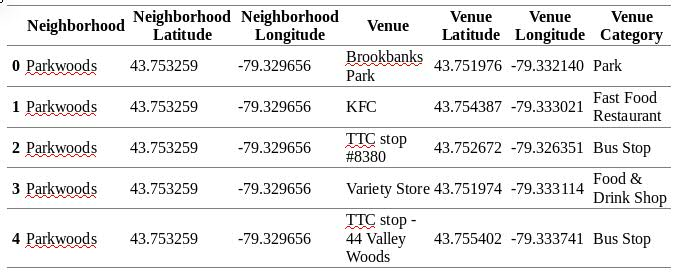 Neighborhood Neighborhood Latitude Neighborhood Longitude Venue Venue Latitude Venue Longitude Venue Category
0 Parkwoods 43.753259 -79.329656 Brookbanks Park 43.751976 -79.332140 Park
1 Parkwoods 43.753259 -79.329656 KFC 43.754387 -79.333021 Fast Food Restaurant
2 Parkwoods 43.753259 -79.329656 TTC stop #8380 43.752672 -79.326351 Bus Stop
3 Parkwoods 43.753259 -79.329656 Variety Store 43.751974 -79.333114 Food & Drink Shop
4 Parkwoods 43.753259 -79.329656 TTC stop - 44 Valley Woods 43.755402 -79.333741 Bus Stop